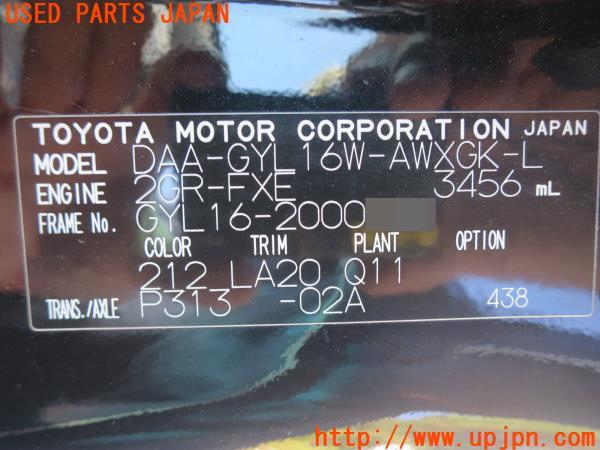 USED PARTS JAPAN
TOYOTA MOTOR CORPORATION JAPAN
MODEL DAA-GYL16W-AWXGK-L
ENGINE 2GR-FXE 3456 mL
FRAME No. GYL16-2000
COLOR TRIM PLANT OPTION
212 LA20 Q11
TRANS./AXLE P313 -02A 438
http://www.upjpn.com/